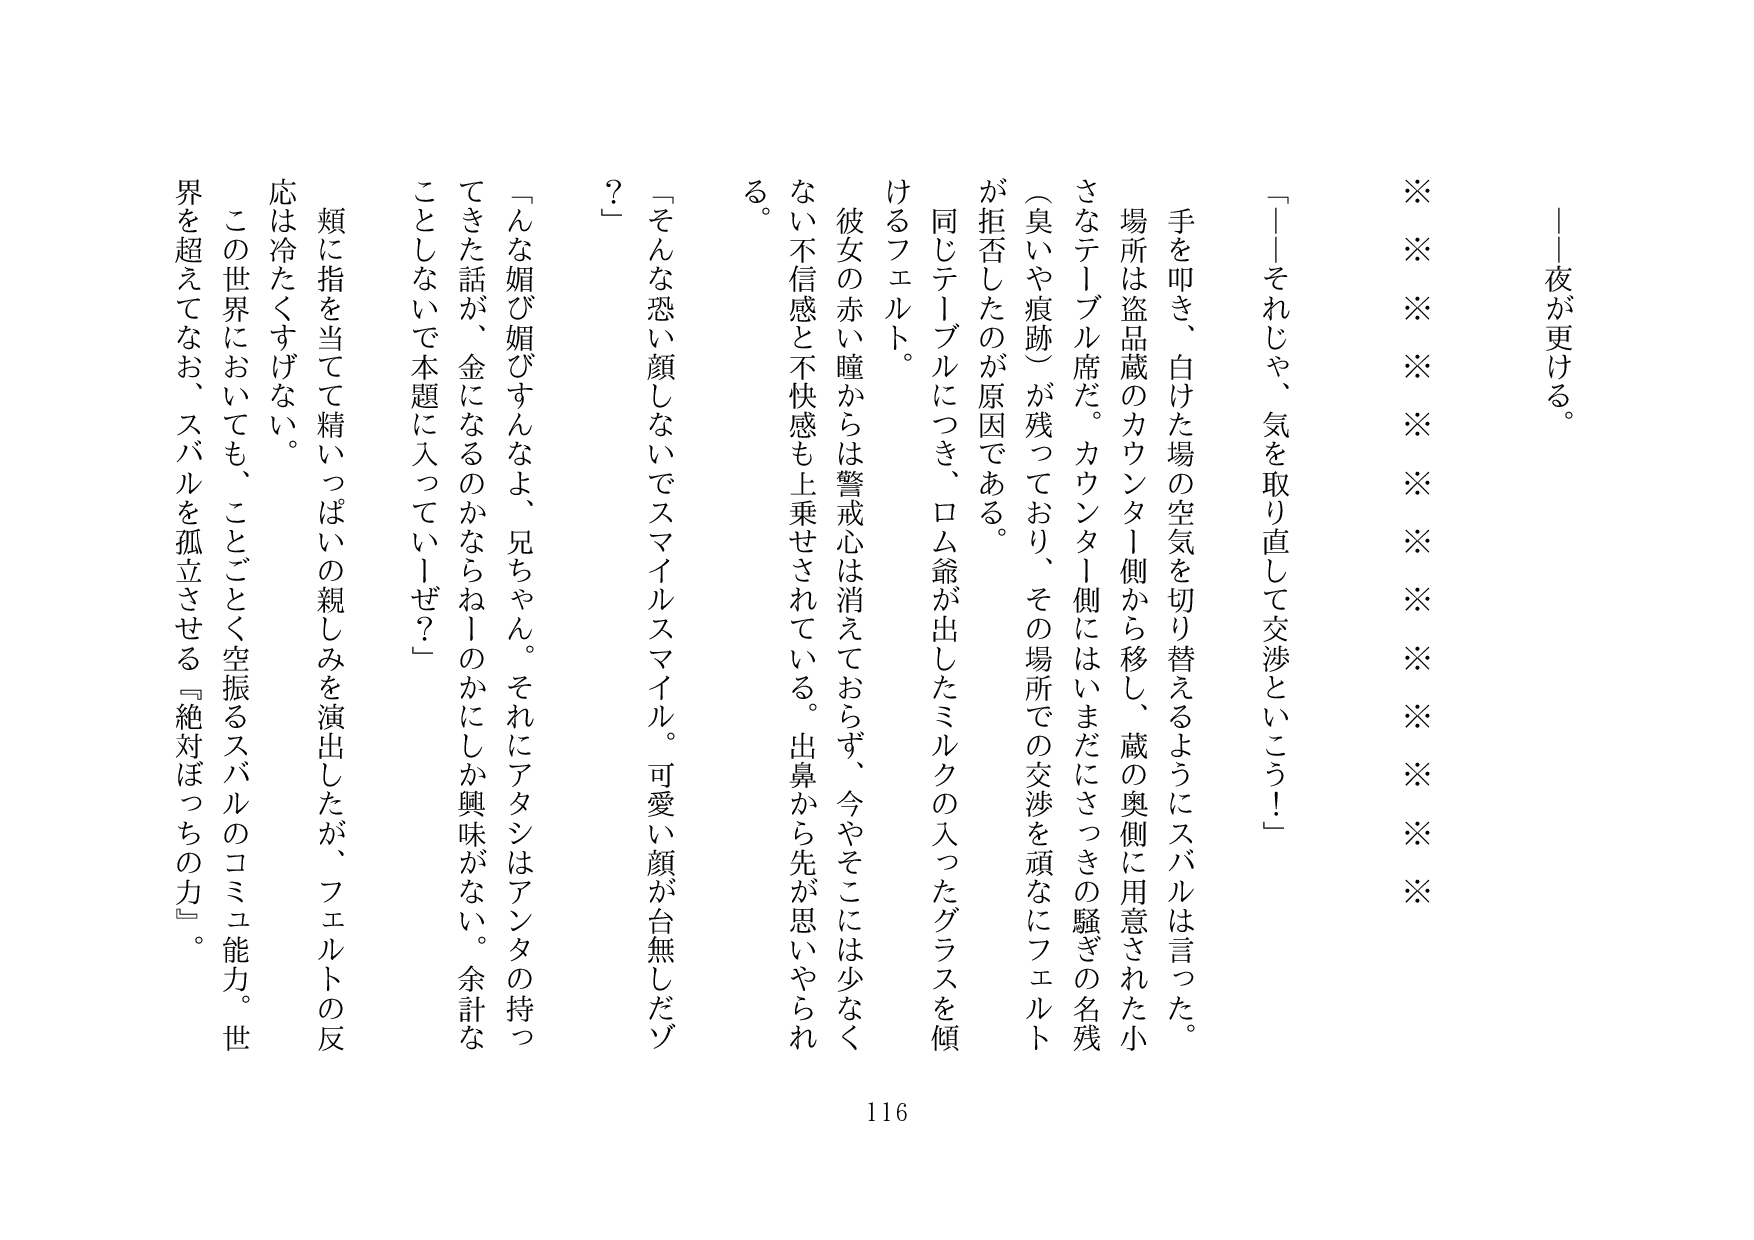 ――夜が更ける。
※ ※ ※ ※ ※ ※ ※ ※ ※ ※ ※ ※ ※
「――それじゃ、気を取り直して交渉といこう！」
手を叩き、白けた場の空気を切り替えるようにスバルは言った。
場所は盗品蔵のカウンター側から移し、蔵の奥側に用意された小
さなテーブル席だ。カウンター側にはいまだにさっきの騒ぎの名残
（臭いや痕跡）が残っており、その場所での交渉を頑なにフェルト
が拒否したのが原因である。
同じテーブルにつき、ロム爺が出したミルクの入ったグラスを傾
けるフェルト。
彼女の赤い瞳からは警戒心は消えておらず、今やそこには少なく
ない不信感と不快感も上乗せされている。出鼻から先が思いやられ
る。
「そんな恐い顔しないでスマイルスマイル。可愛い顔が台無しだゾ
？」
「んな媚び媚びすんなよ、兄ちゃん。それにアタシはアンタの持っ
てきた話が、金になるのかならねーのかにしか興味がない。余計な
ことしないで本題に入っていーぜ？」
頬に指を当てて精いっぱいの親しみを演出したが、フェルトの反
応は冷たくすげない。
この世界においても、ことごとく空振るスバルのコミュ能力。世
界を超えてなお、スバルを孤立させる『絶対ぼっちの力』。
116